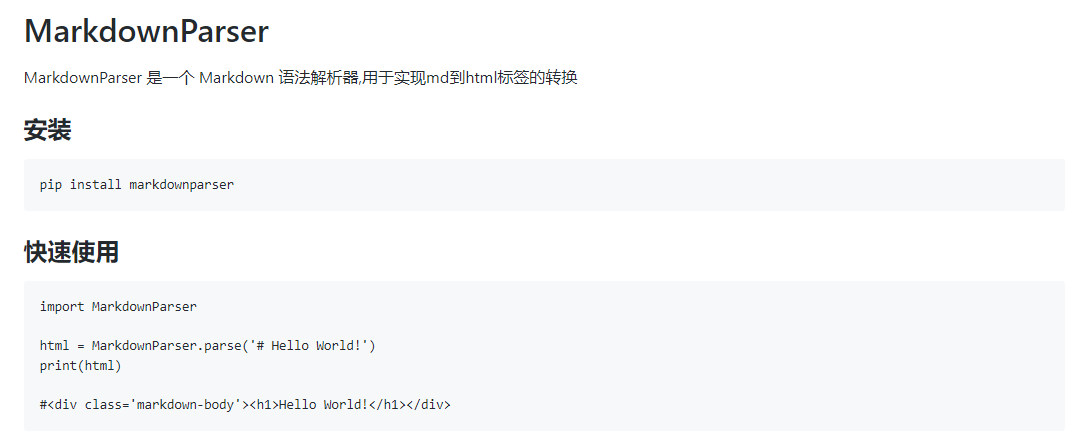 MarkdownParser
MarkdownParser 是一个 Markdown 语法解析器,用于实现md到html标签的转换
安装
pip install markdownparser
快速使用
import MarkdownParser
html = MarkdownParser.parse('# Hello World!')
print(html)
#<div class='markdown-body'><h1>Hello World!</h1></div>